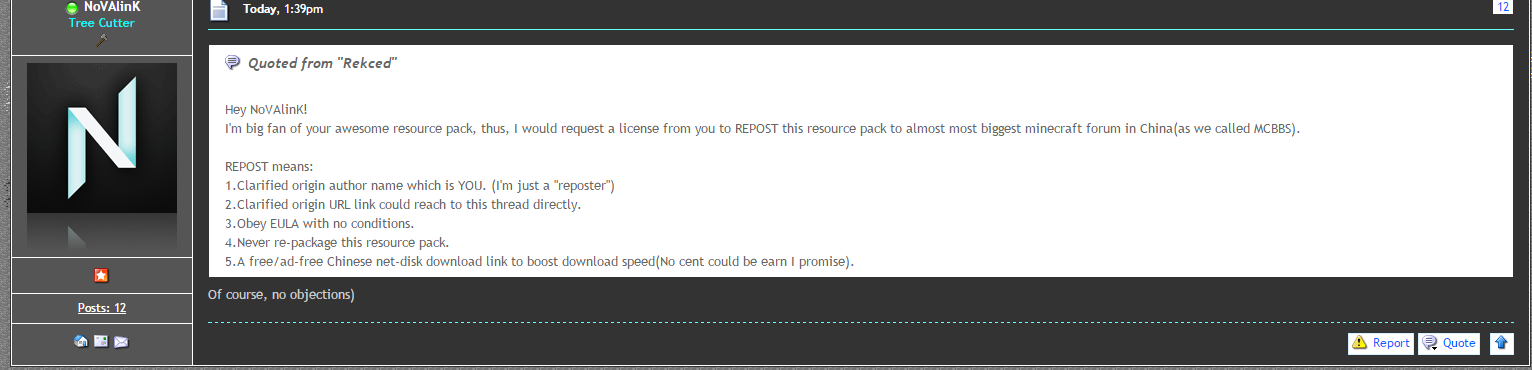 NoVAlinK
Tree Cutter
Posts: 12
Today, 1:39pm
12
Quoted from "Rekced"
Hey NoVAlinK!
I'm big fan of your awesome resource pack, thus, I would request a license from you to REPOST this resource pack to almost most biggest minecraft forum in China(as we called MCBBS).
REPOST means:
1.Clarified origin author name which is YOU. (I'm just a "reposter")
2.Clarified origin URL link could reach to this thread directly.
3.Obey EULA with no conditions.
4.Never re-package this resource pack.
5.A free/ad-free Chinese net-disk download link to boost download speed(No cent could be earn I promise).
Of course, no objections)
Report
Quote